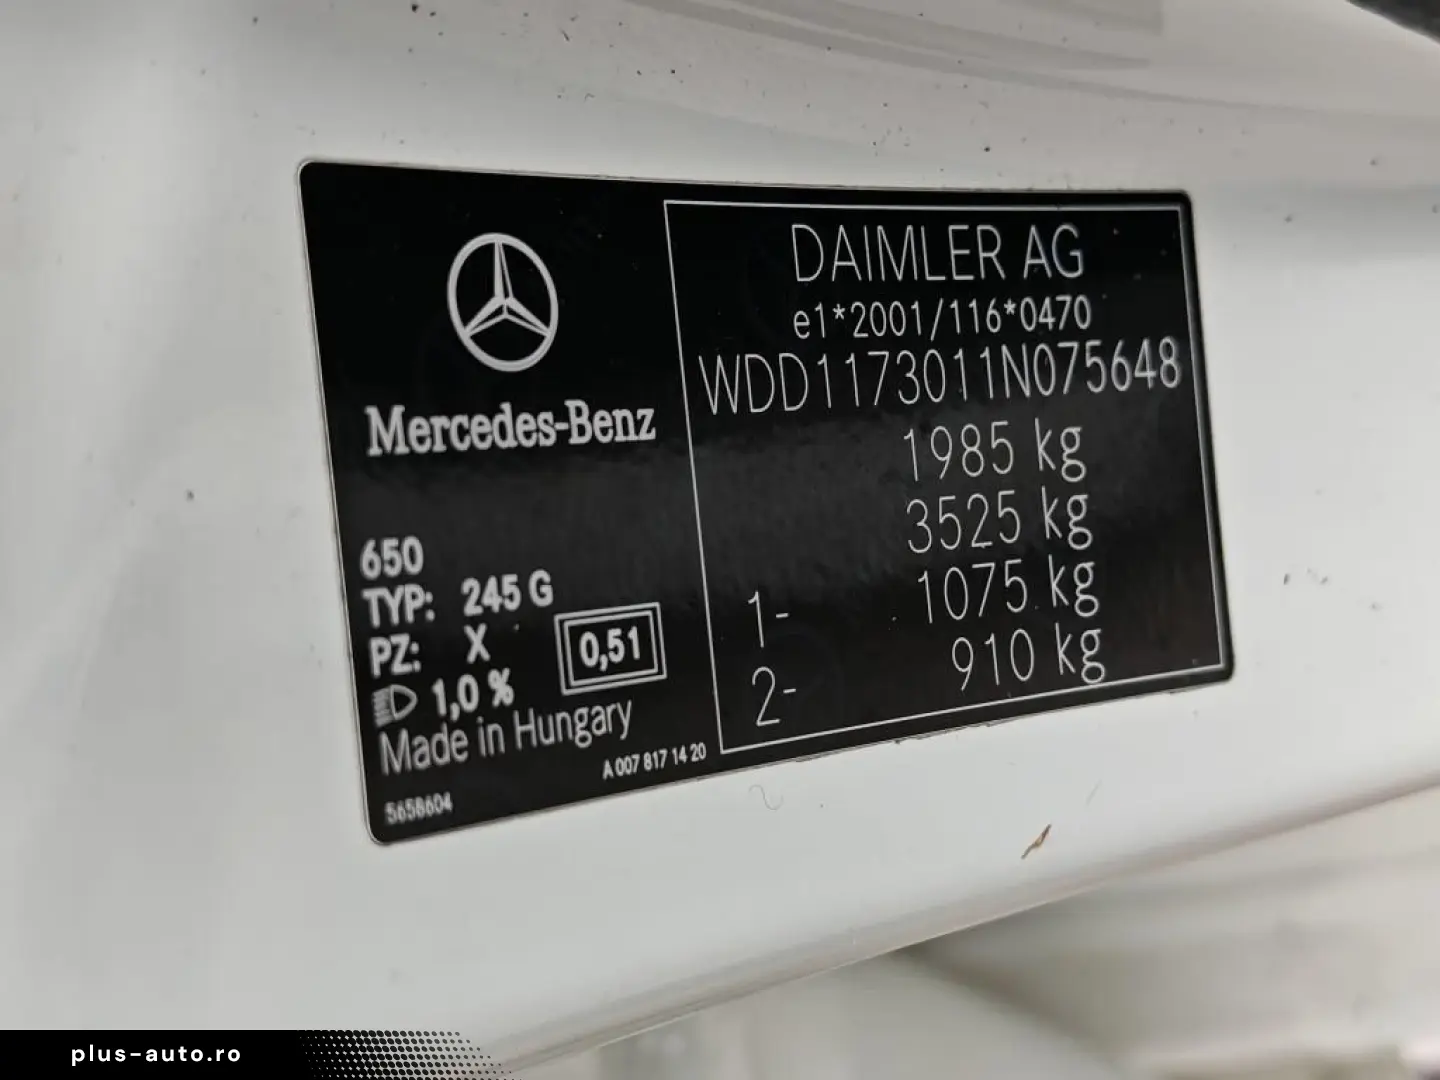 Mercedes-Benz
650
TYP: 245 G
PZ: X
1,0 %
0,51
Made in Hungary
A 007 817 14 20
5658604
DAIMLER AG
e1*2001/116*0470
WDD1173011N075648
1985 kg
3525 kg
1- 1075 kg
2- 910 kg
plus-auto.ro